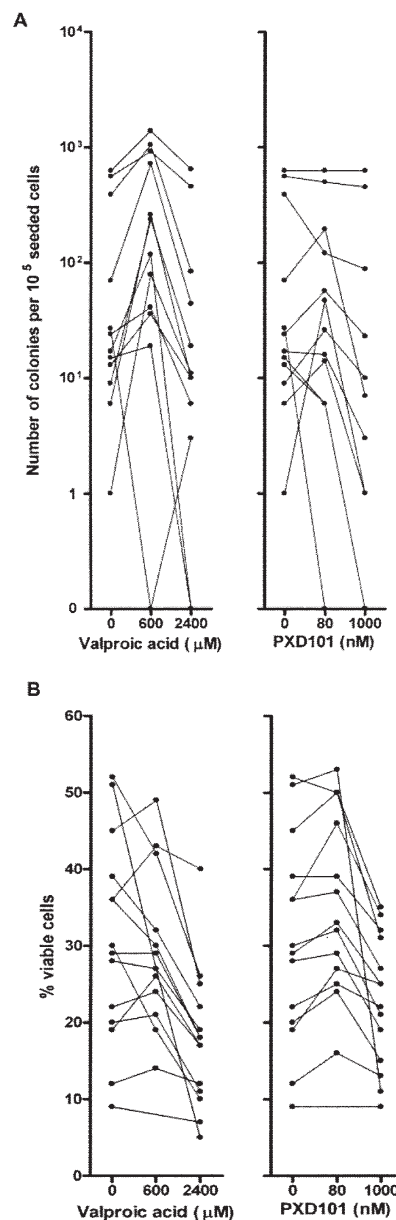 A
Number of colonies per 10⁵ seeded cells
10⁴
10³
10²
10¹
1
0
0 600 2400
Valproic acid (µM)
0 80 1000
PXD101 (nM)
B
% viable cells
60
50
40
30
20
10
0
0 600 2400
Valproic acid (µM)
0 80 1000
PXD101 (nM)